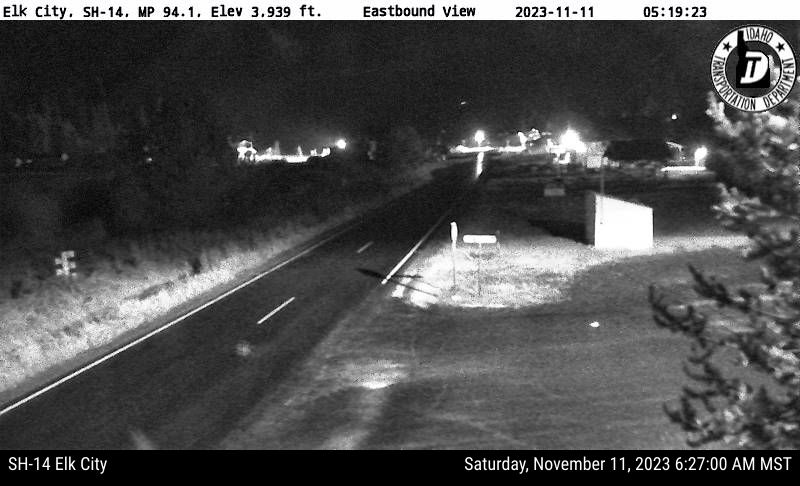 Elk City, SH-14, MP 94.1, Elev 3,939 ft. Eastbound View 2023-11-11 05:19:23
IDAHO
TRANSPORTATION DEPARTMENT
SH-14 Elk City Saturday, November 11, 2023 6:27:00 AM MST